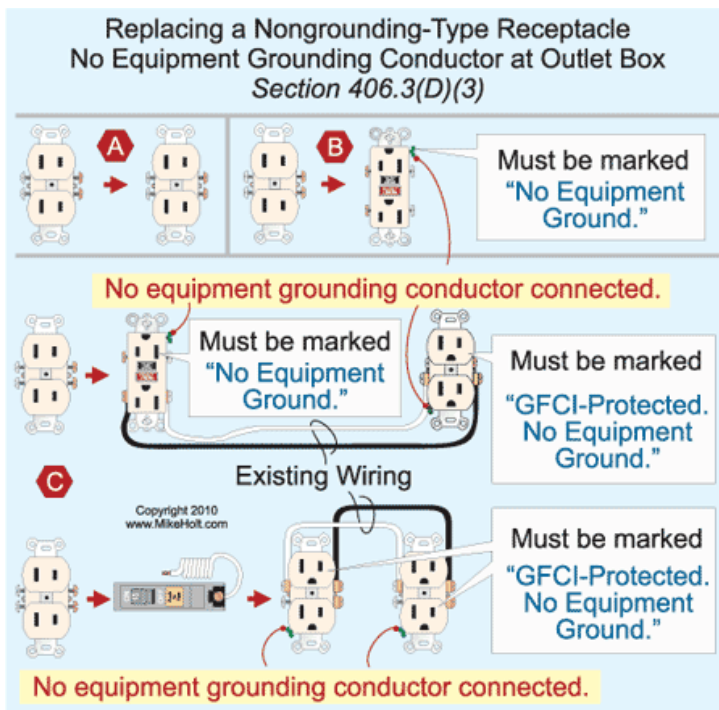 Replacing a Nongrounding-Type Receptacle
No Equipment Grounding Conductor at Outlet Box
Section 406.3(D)(3)
A
B
Must be marked
“No Equipment
Ground.”
No equipment grounding conductor connected.
Must be marked
“No Equipment
Ground.”
Must be marked
“GFCI-Protected.
No Equipment
Ground.”
Existing Wiring
C
Copyright 2010
www.MikeHolt.com
Must be marked
“GFCI-Protected.
No Equipment
Ground.”
No equipment grounding conductor connected.